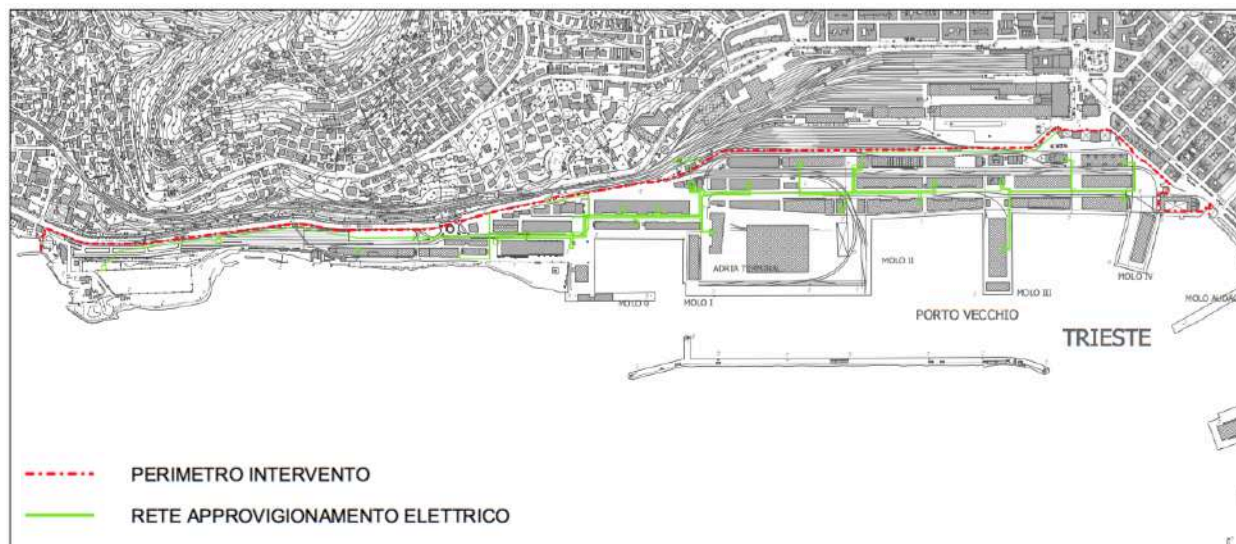 MOLO IV
MOLO II
ADRIA TERMINAL
MOLO 0
MOLO I
MOLO III
PORTO VECCHIO
TRIESTE
PERIMETRO INTERVENTO
RETE APPROVIGIONAMENTO ELETTRICO